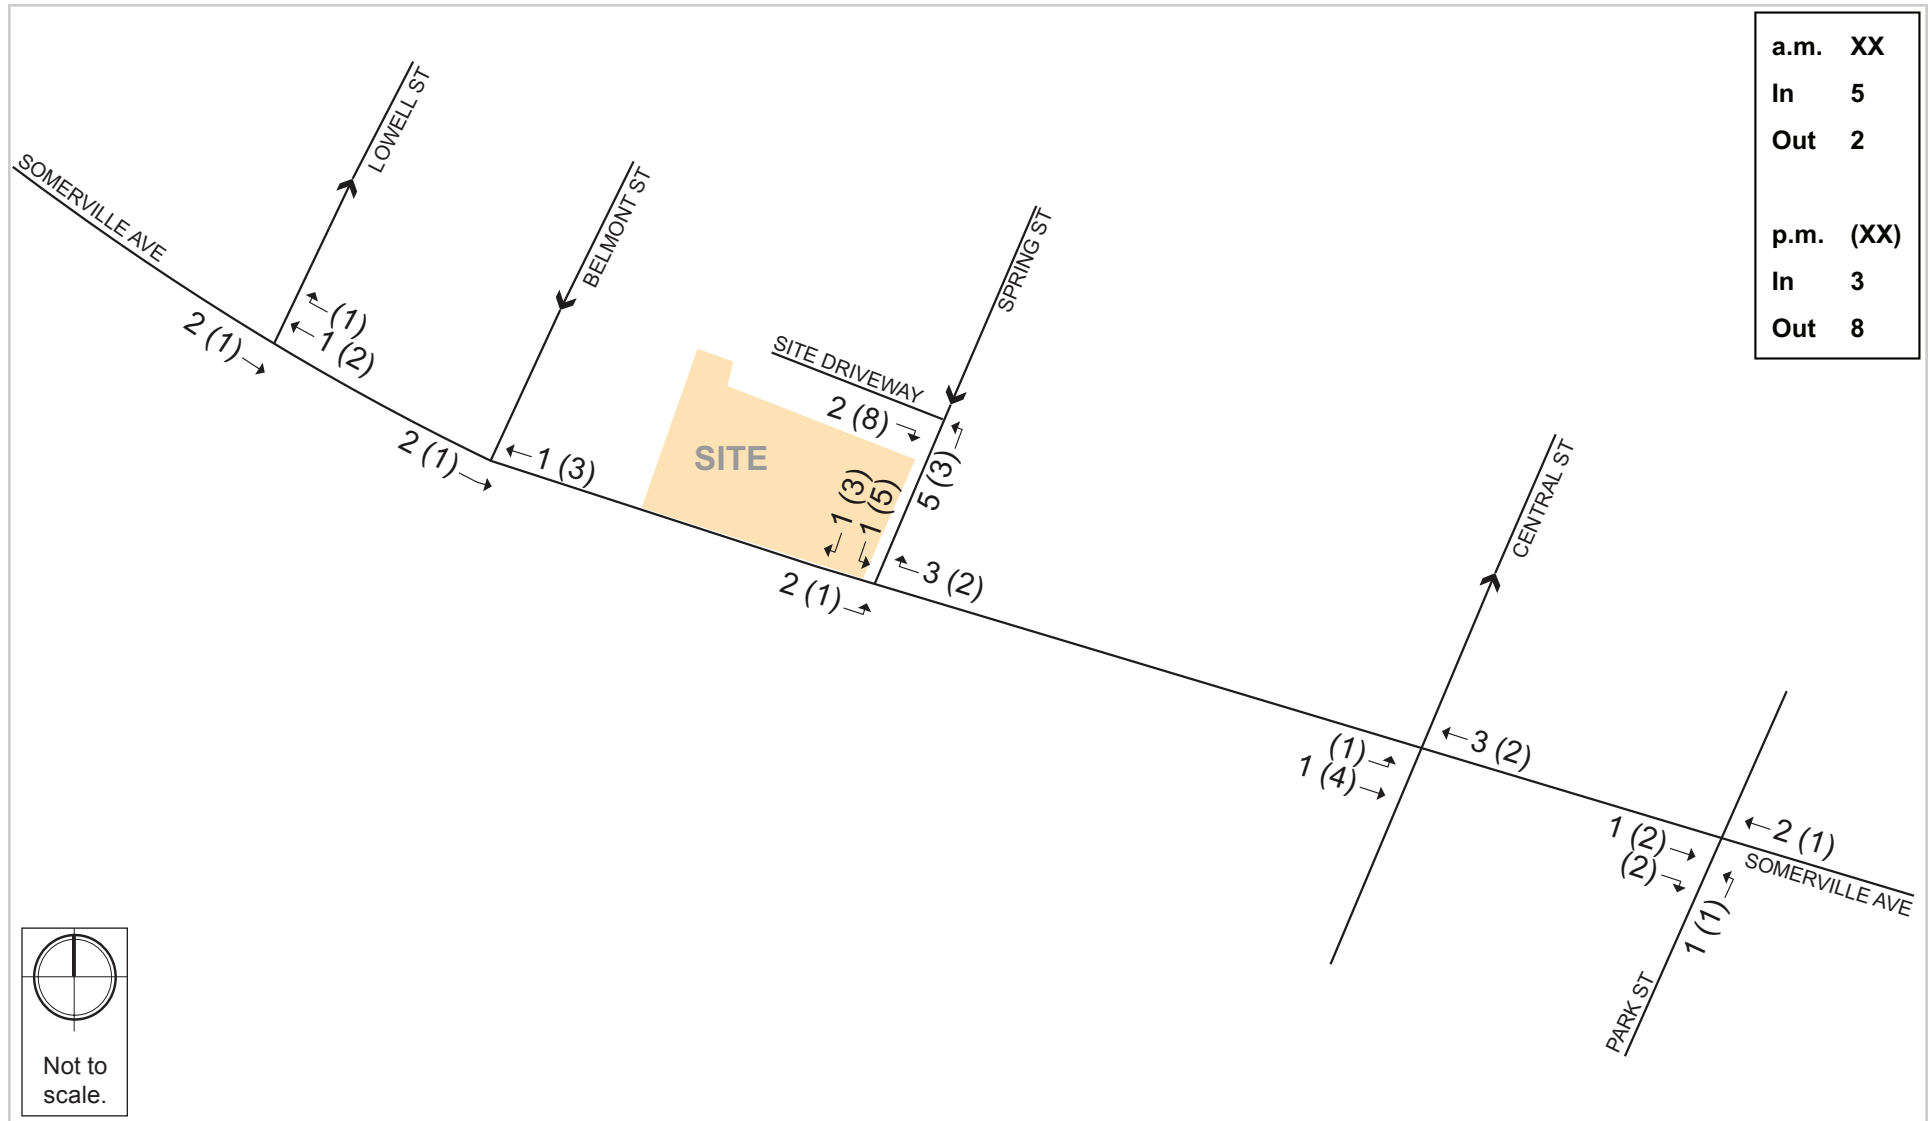 a.m. XX
In 5
Out 2
p.m. (XX)
In 3
Out 8
LOWELL ST
SOMERVILLE AVE
BELMONT ST
SPRING ST
(1)
1 (2)
2 (1)
SITE DRIVEWAY
2 (8)
2 (1)
1 (3)
SITE
1 (3)
1 (5)
5 (3)
3 (2)
2 (1)
CENTRAL ST
3 (2)
(1)
1 (4)
2 (1)
1 (2)
(2)
SOMERVILLE AVE
1 (1)
PARK ST
Not to
scale.